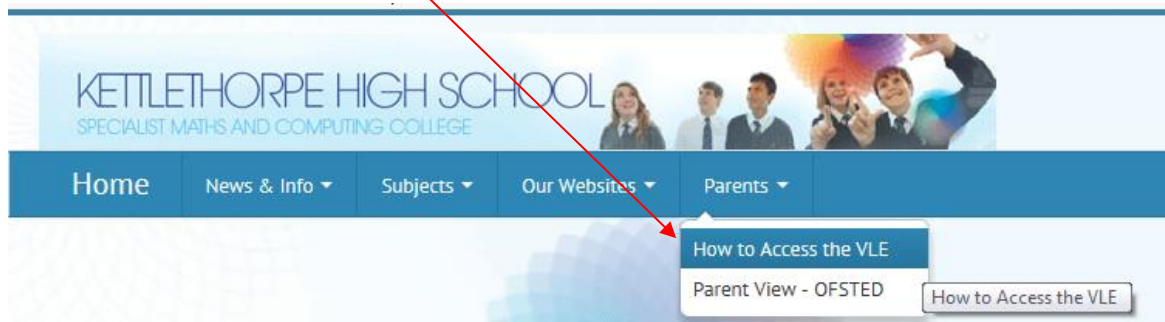 KETTLETHORPE HIGH SCHOOL
SPECIALIST MATHS AND COMPUTING COLLEGE
Home News & Info Subjects Our Websites Parents
How to Access the VLE
Parent View - OFSTED
How to Access the VLE